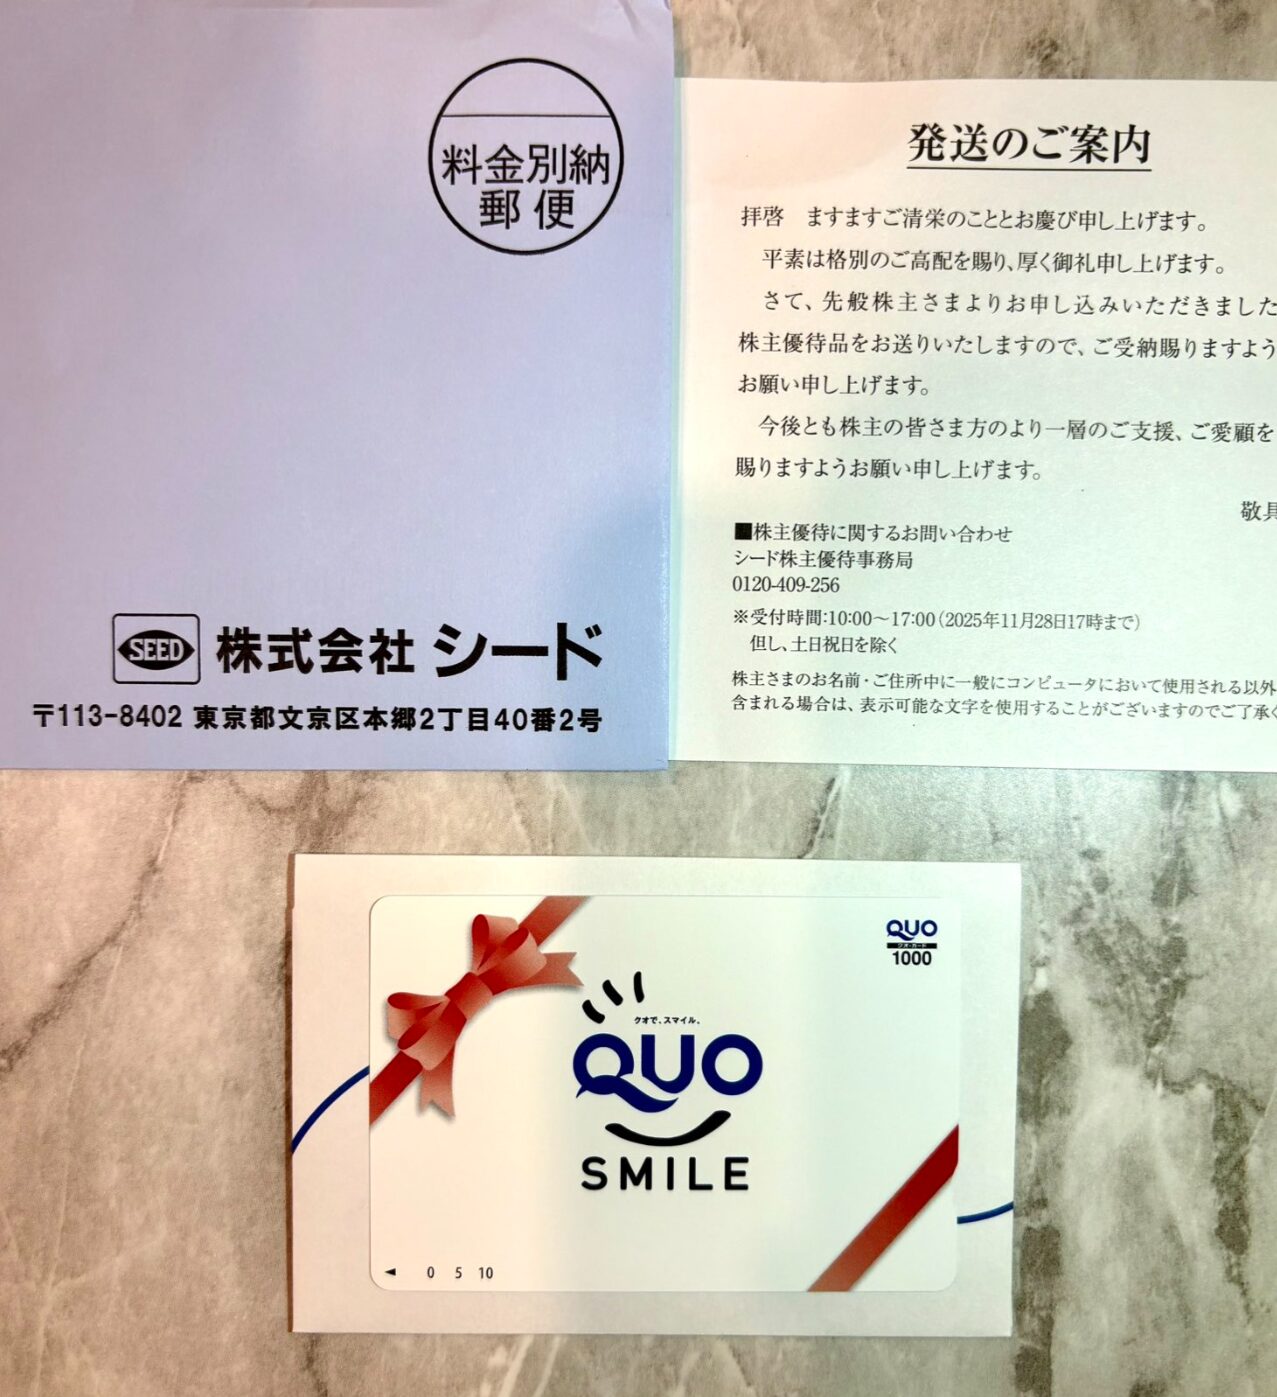 料金別納
郵便
SEED 株式会社 シード
〒113-8402 東京都文京区本郷2丁目40番2号
発送のご案内
拝啓 ますますご清栄のこととお慶び申し上げます。
平素は格別のご高配を賜り、厚く御礼申し上げます。
さて、先般株主さまよりお申し込みいただきました
株主優待品をお送りいたしますので、ご受納賜りますよう
お願い申し上げます。
今後とも株主の皆さま方のより一層のご支援、ご愛顧を
賜りますようお願い申し上げます。
敬具
■株主優待に関するお問い合わせ
シード株主優待事務局
0120-409-256
※受付時間:10:00～17:00(2025年11月28日17時まで)
但し、土日祝日を除く
株主さまのお名前・ご住所中に一般にコンピュータにおいて使用される以外
含まれる場合は、表示可能な文字を使用することがございますのでご了承く
QUO
クオ・カード
1000
クオで、スマイル。
QUO
SMILE
◀ 0 5 10